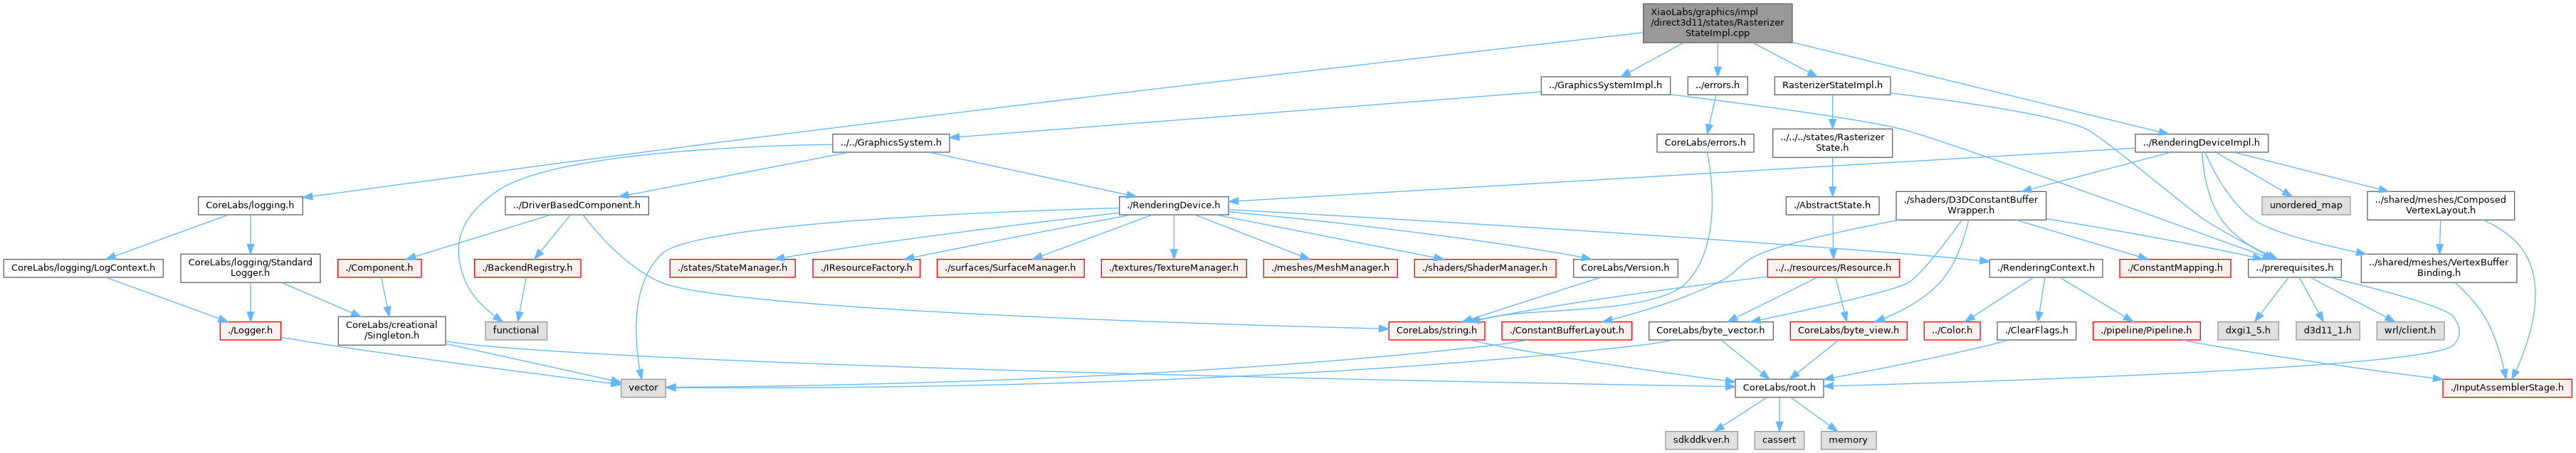 XiaoLabs/graphics/impl
/direct3d11/states/Rasterizer
StateImpl.cpp
../GraphicsSystemImpl.h
../errors.h
RasterizerStateImpl.h
../../GraphicsSystem.h
CoreLabs/errors.h
../../../states/Rasterizer
State.h
../RenderingDeviceImpl.h
CoreLabs/logging.h
../DriverBasedComponent.h
./RenderingDevice.h
./AbstractState.h
./shaders/D3DConstantBuffer
Wrapper.h
unordered_map
../shared/meshes/Composed
VertexLayout.h
CoreLabs/logging/LogContext.h
CoreLabs/logging/Standard
Logger.h
./Component.h
./BackendRegistry.h
./states/StateManager.h
./IResourceFactory.h
./surfaces/SurfaceManager.h
./textures/TextureManager.h
./meshes/MeshManager.h
./shaders/ShaderManager.h
CoreLabs/Version.h
../../resources/Resource.h
./RenderingContext.h
./ConstantMapping.h
../prerequisites.h
../shared/meshes/VertexBuffer
Binding.h
./Logger.h
CoreLabs/creational
/Singleton.h
functional
CoreLabs/string.h
./ConstantBufferLayout.h
CoreLabs/byte_vector.h
CoreLabs/byte_view.h
../Color.h
./ClearFlags.h
./pipeline/Pipeline.h
dxgi1_5.h
d3d11_1.h
wrl/client.h
vector
CoreLabs/root.h
./InputAssemblerStage.h
sdkddkver.h
cassert
memory